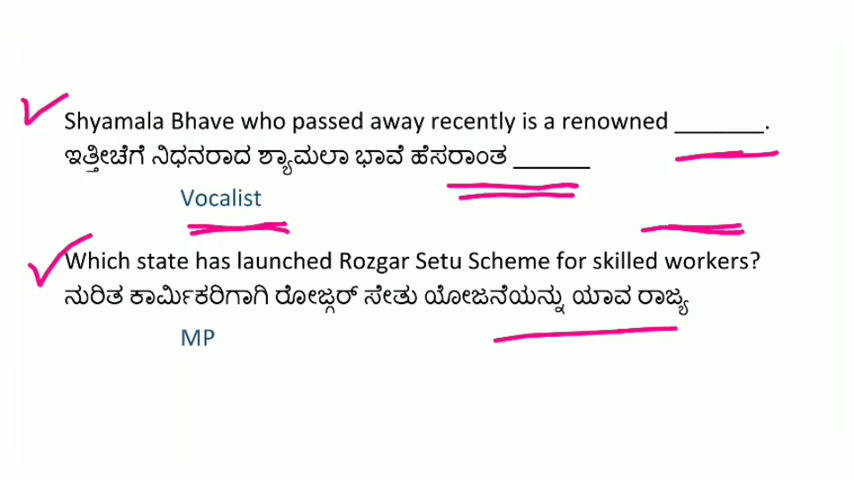 Shyamala Bhave who passed away recently is a renowned _______.
ಇತ್ತೀಚೆಗೆ ನಿಧನರಾದ ಶ್ಯಾಮಲಾ ಭಾವೆ ಹೆಸರಾಂತ ______
Vocalist
Which state has launched Rozgar Setu Scheme for skilled workers?
ನುರಿತ ಕಾರ್ಮಿಕರಿಗಾಗಿ ರೋಜ್ಗರ್ ಸೇತು ಯೋಜನೆಯನ್ನು ಯಾವ ರಾಜ್ಯ
MP